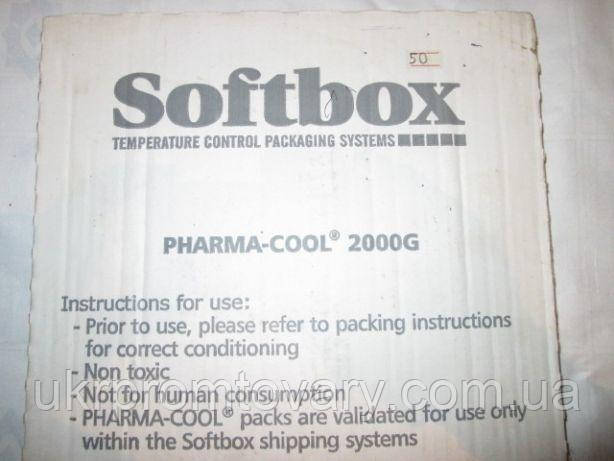 50
Softbox
TEMPERATURE CONTROL PACKAGING SYSTEMS
PHARMA-COOL® 2000G
Instructions for use:
- Prior to use, please refer to packing instructions
for correct conditioning
- Non toxic
- Not for human consumption
- PHARMA-COOL® packs are validated for use only
within the Softbox shipping systems
ukrpromtovary.com.ua